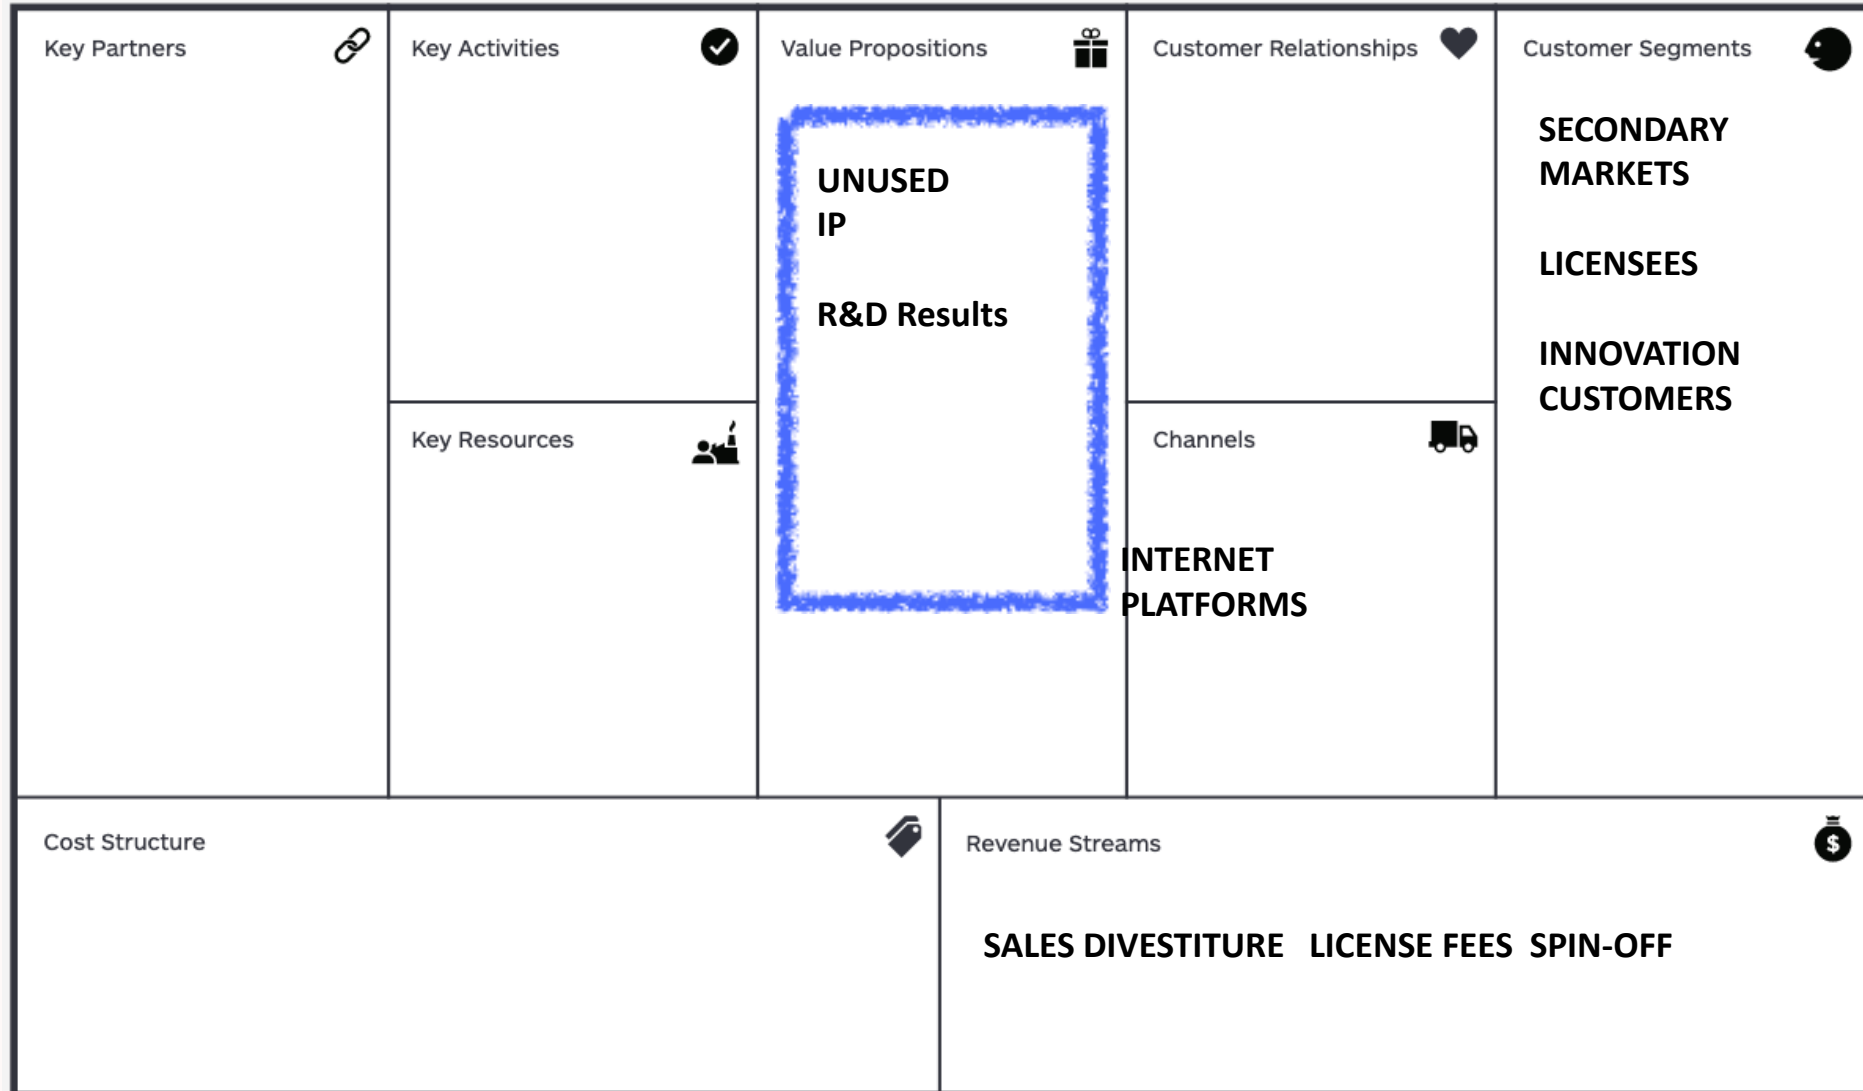 Key Partners
Key Activities
Value Propositions
UNUSED
IP
R&D Results
Customer Relationships
Customer Segments
SECONDARY
MARKETS
LICENSEES
INNOVATION
CUSTOMERS
Key Resources
Channels
INTERNET
PLATFORMS
Cost Structure
Revenue Streams
$
SALES DIVESTITURE LICENSE FEES SPIN-OFF